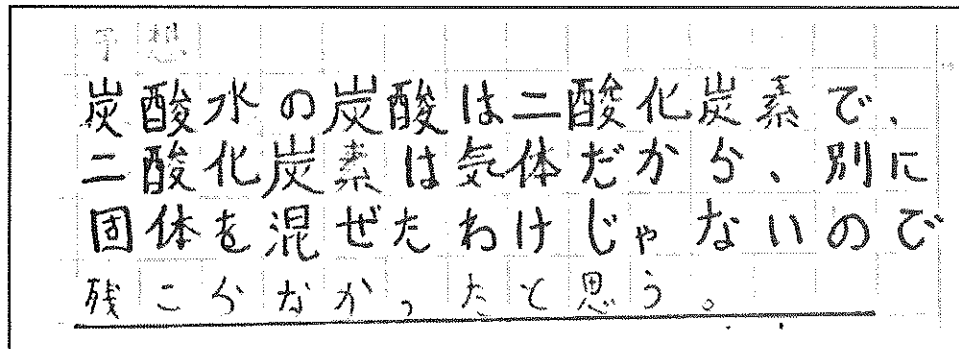 予想
炭酸水の炭酸は二酸化炭素で、
二酸化炭素は気体だから、別に
固体を混ぜたわけじゃないので
残こらなかったと思う。